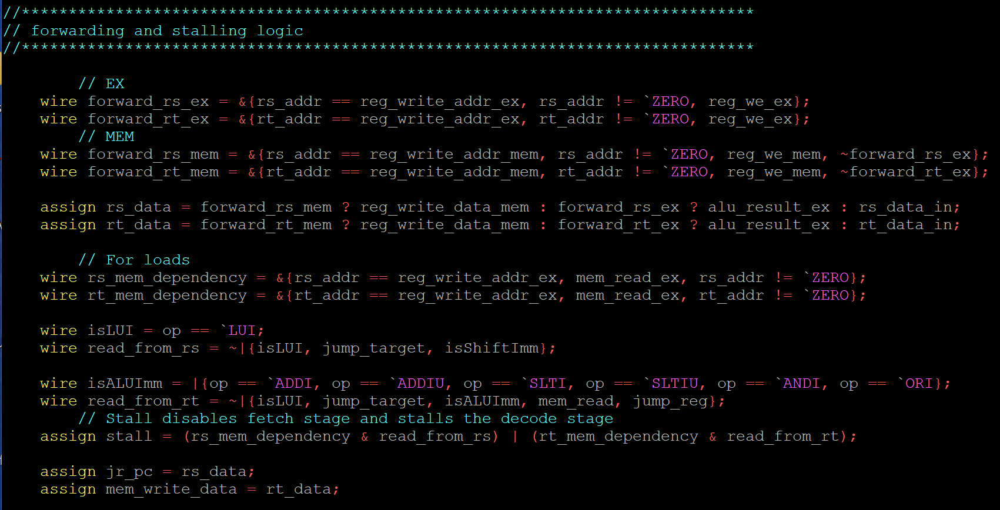 //******************************************************************************
// forwarding and stalling logic
//******************************************************************************
// EX
wire forward_rs_ex = &{rs_addr == reg_write_addr_ex, rs_addr != `ZERO, reg_we_ex};
wire forward_rt_ex = &{rt_addr == reg_write_addr_ex, rt_addr != `ZERO, reg_we_ex};
// MEM
wire forward_rs_mem = &{rs_addr == reg_write_addr_mem, rs_addr != `ZERO, reg_we_mem, ~forward_rs_ex};
wire forward_rt_mem = &{rt_addr == reg_write_addr_mem, rt_addr != `ZERO, reg_we_mem, ~forward_rt_ex};
assign rs_data = forward_rs_mem ? reg_write_data_mem : forward_rs_ex ? alu_result_ex : rs_data_in;
assign rt_data = forward_rt_mem ? reg_write_data_mem : forward_rt_ex ? alu_result_ex : rt_data_in;
// For loads
wire rs_mem_dependency = &{rs_addr == reg_write_addr_ex, mem_read_ex, rs_addr != `ZERO};
wire rt_mem_dependency = &{rt_addr == reg_write_addr_ex, mem_read_ex, rt_addr != `ZERO};
wire isLUI = op == `LUI;
wire read_from_rs = ~|{isLUI, jump_target, isShiftImm};
wire isALUImm = |{op == `ADDI, op == `ADDIU, op == `SLTI, op == `SLTIU, op == `ANDI, op == `ORI};
wire read_from_rt = ~|{isLUI, jump_target, isALUImm, mem_read, jump_reg};
// Stall disables fetch stage and stalls the decode stage
assign stall = (rs_mem_dependency & read_from_rs) | (rt_mem_dependency & read_from_rt);
assign jr_pc = rs_data;
assign mem_write_data = rt_data;